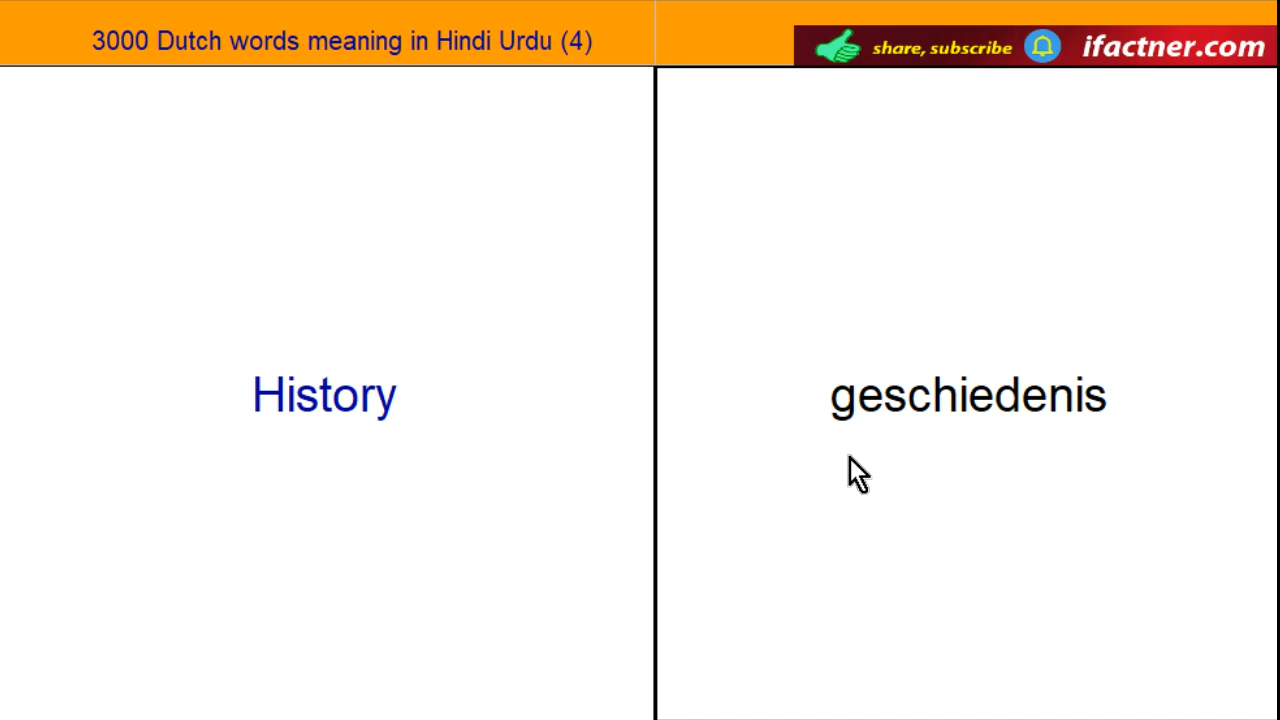 3000 Dutch words meaning in Hindi Urdu (4)
share, subscribe
ifactner.com
History
geschiedenis